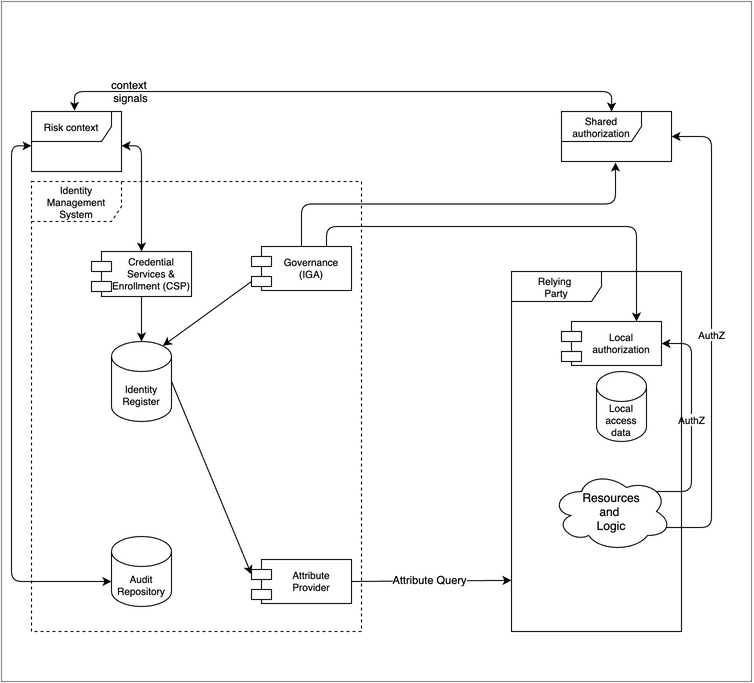 context
signals
Risk context
Shared
authorization
Identity
Management
System
Credential
Services &
Enrollment (CSP)
Governance
(IGA)
Relying
Party
Local
authorization
AuthZ
Identity
Register
Local
access
data
AuthZ
Resources
and
Logic
Audit
Repository
Attribute
Provider
Attribute Query